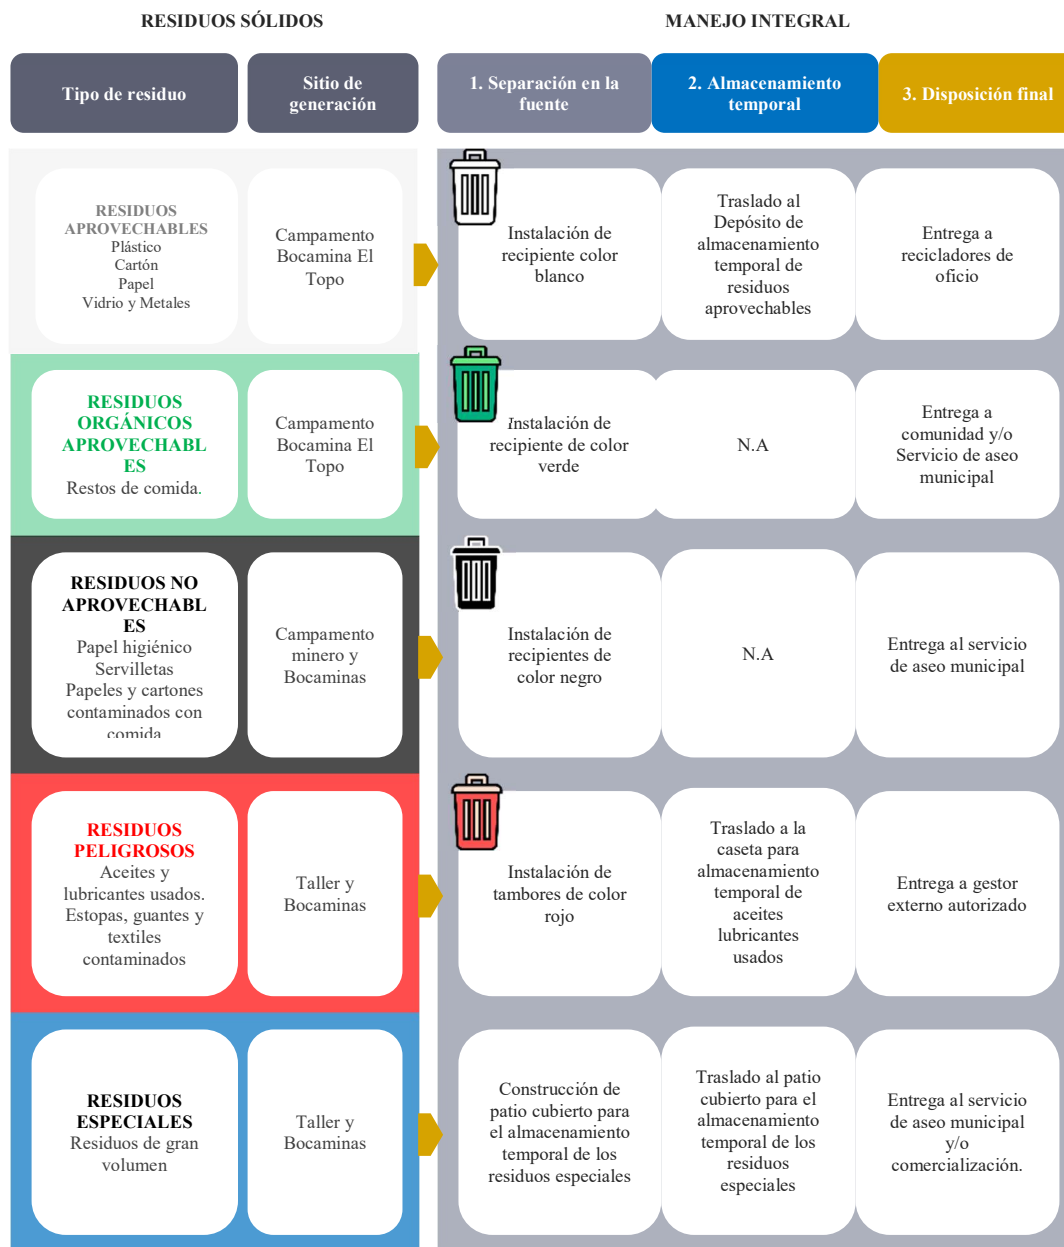 RESIDUOS SÓLIDOS
MANEJO INTEGRAL
Tipo de residuo
Sitio de
generación
1. Separación en la
fuente
2. Almacenamiento
temporal
3. Disposición final
RESIDUOS
APROVECHABLES
Plástico
Cartón
Papel
Vidrio y Metales
Campamento
Bocamina El
Topo
Instalación de
recipiente color
blanco
Traslado al
Depósito de
almacenamiento
temporal de
residuos
aprovechables
Entrega a
recicladores de
oficio
RESIDUOS
ORGÁNICOS
APROVECHABL
ES
Restos de comida.
Campamento
Bocamina El
Topo
Instalación de
recipiente de color
verde
N.A
Entrega a
comunidad y/o
Servicio de aseo
municipal
RESIDUOS NO
APROVECHABL
ES
Papel higiénico
Servilletas
Papeles y cartones
contaminados con
comida
Campamento
minero y
Bocaminas
Instalación de
recipientes de
color negro
N.A
Entrega al servicio
de aseo municipal
RESIDUOS
PELIGROSOS
Aceites y
lubricantes usados.
Estopas, guantes y
textiles
contaminados
Taller y
Bocaminas
Instalación de
tambores de color
rojo
Traslado a la
caseta para
almacenamiento
temporal de
aceites
lubricantes
usados
Entrega a gestor
externo autorizado
RESIDUOS
ESPECIALES
Residuos de gran
volumen
Taller y
Bocaminas
Construcción de
patio cubierto para
el almacenamiento
temporal de los
residuos especiales
Traslado al patio
cubierto para el
almacenamiento
temporal de los
residuos
especiales
Entrega al servicio
de aseo municipal
y/o
comercialización.